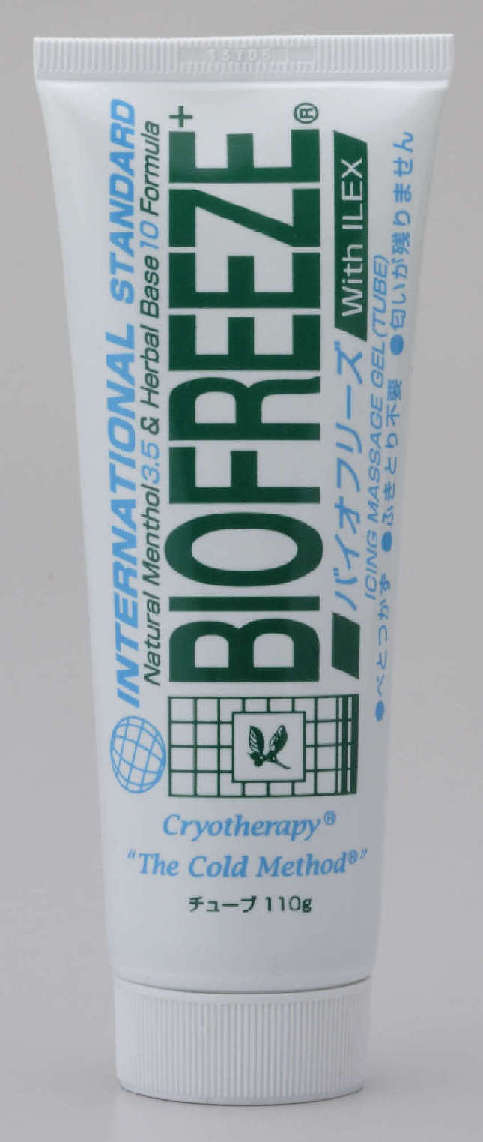 INTERNATIONAL STANDARD
Natural Menthol 3.5 & Herbal Base 10 Formula
BIOFREEZE+®
With ILEX
バイオフリーズ
ICING MASSAGE GEL (TUBE)
●べとつかず ●ふきとり不要 ●匂いが残りません
Cryotherapy®
"The Cold Method®"
チューブ 110g